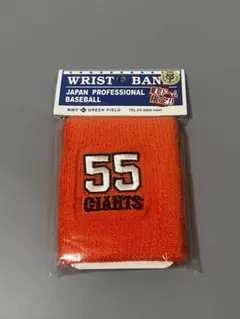 WRIST BAN
JAPAN PROFESSIONAL
BASEBALL
GREEN FIELD
55
GIANTS